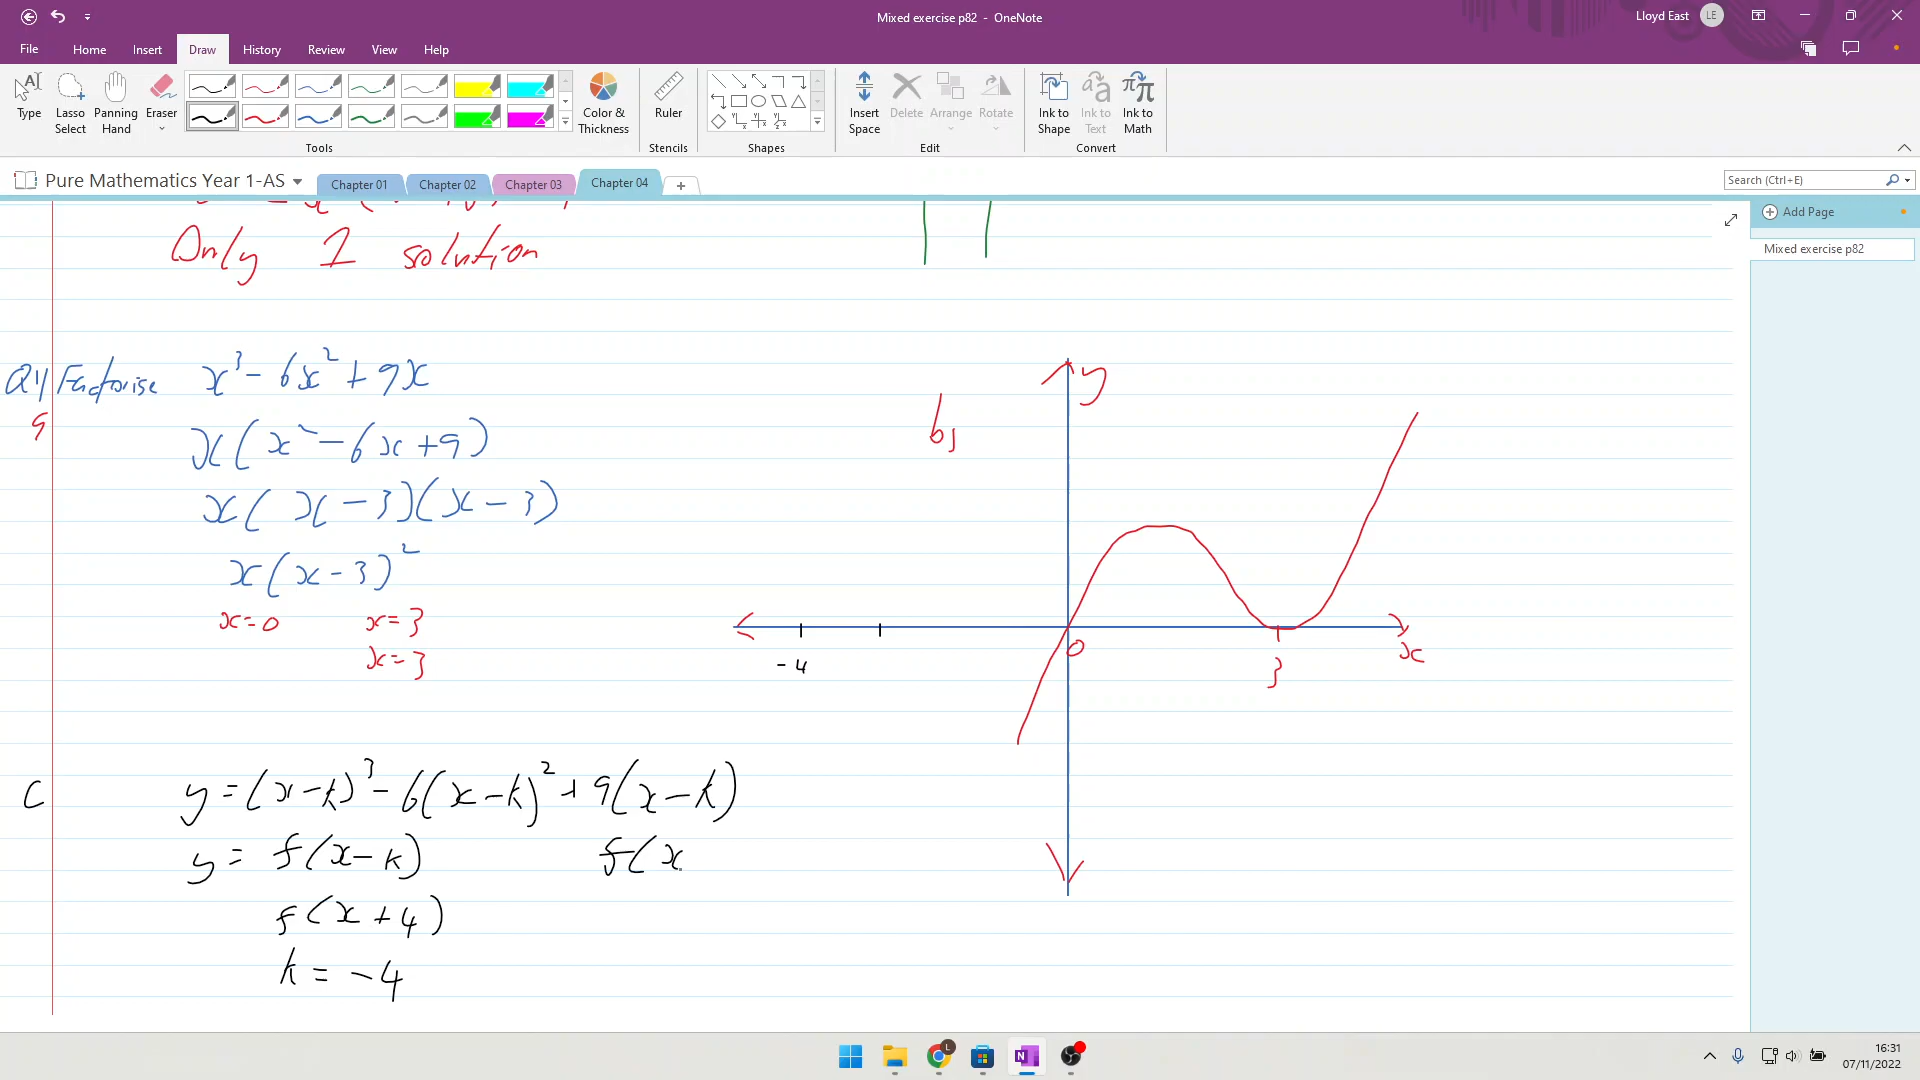 Mixed exercise p82 - OneNote
Lloyd East LE
File Home Insert Draw History Review View Help
Type
Lasso Select
Panning Hand
Eraser
Color & Thickness
Ruler
Insert Space
Delete
Arrange
Rotate
Ink to Shape
Ink to Text
Ink to Math
Tools Stencils Shapes Edit Convert
Pure Mathematics Year 1-AS Chapter 01 Chapter 02 Chapter 03 Chapter 04
Search (Ctrl+E)
Add Page
Mixed exercise p82
Only 1 solution
Q11 Factorise x³ - 6x² + 9x
x(x² - 6x + 9)
x(x - 3)(x - 3)
x(x - 3)²
x = 0 x = 3
x = 3
b)
y
0
3
x
-4
C y = (x - k)³ - 6(x - k)² + 9(x - k)
y = f(x - k) f(x
f(x + 4)
k = -4
16:31
07/11/2022